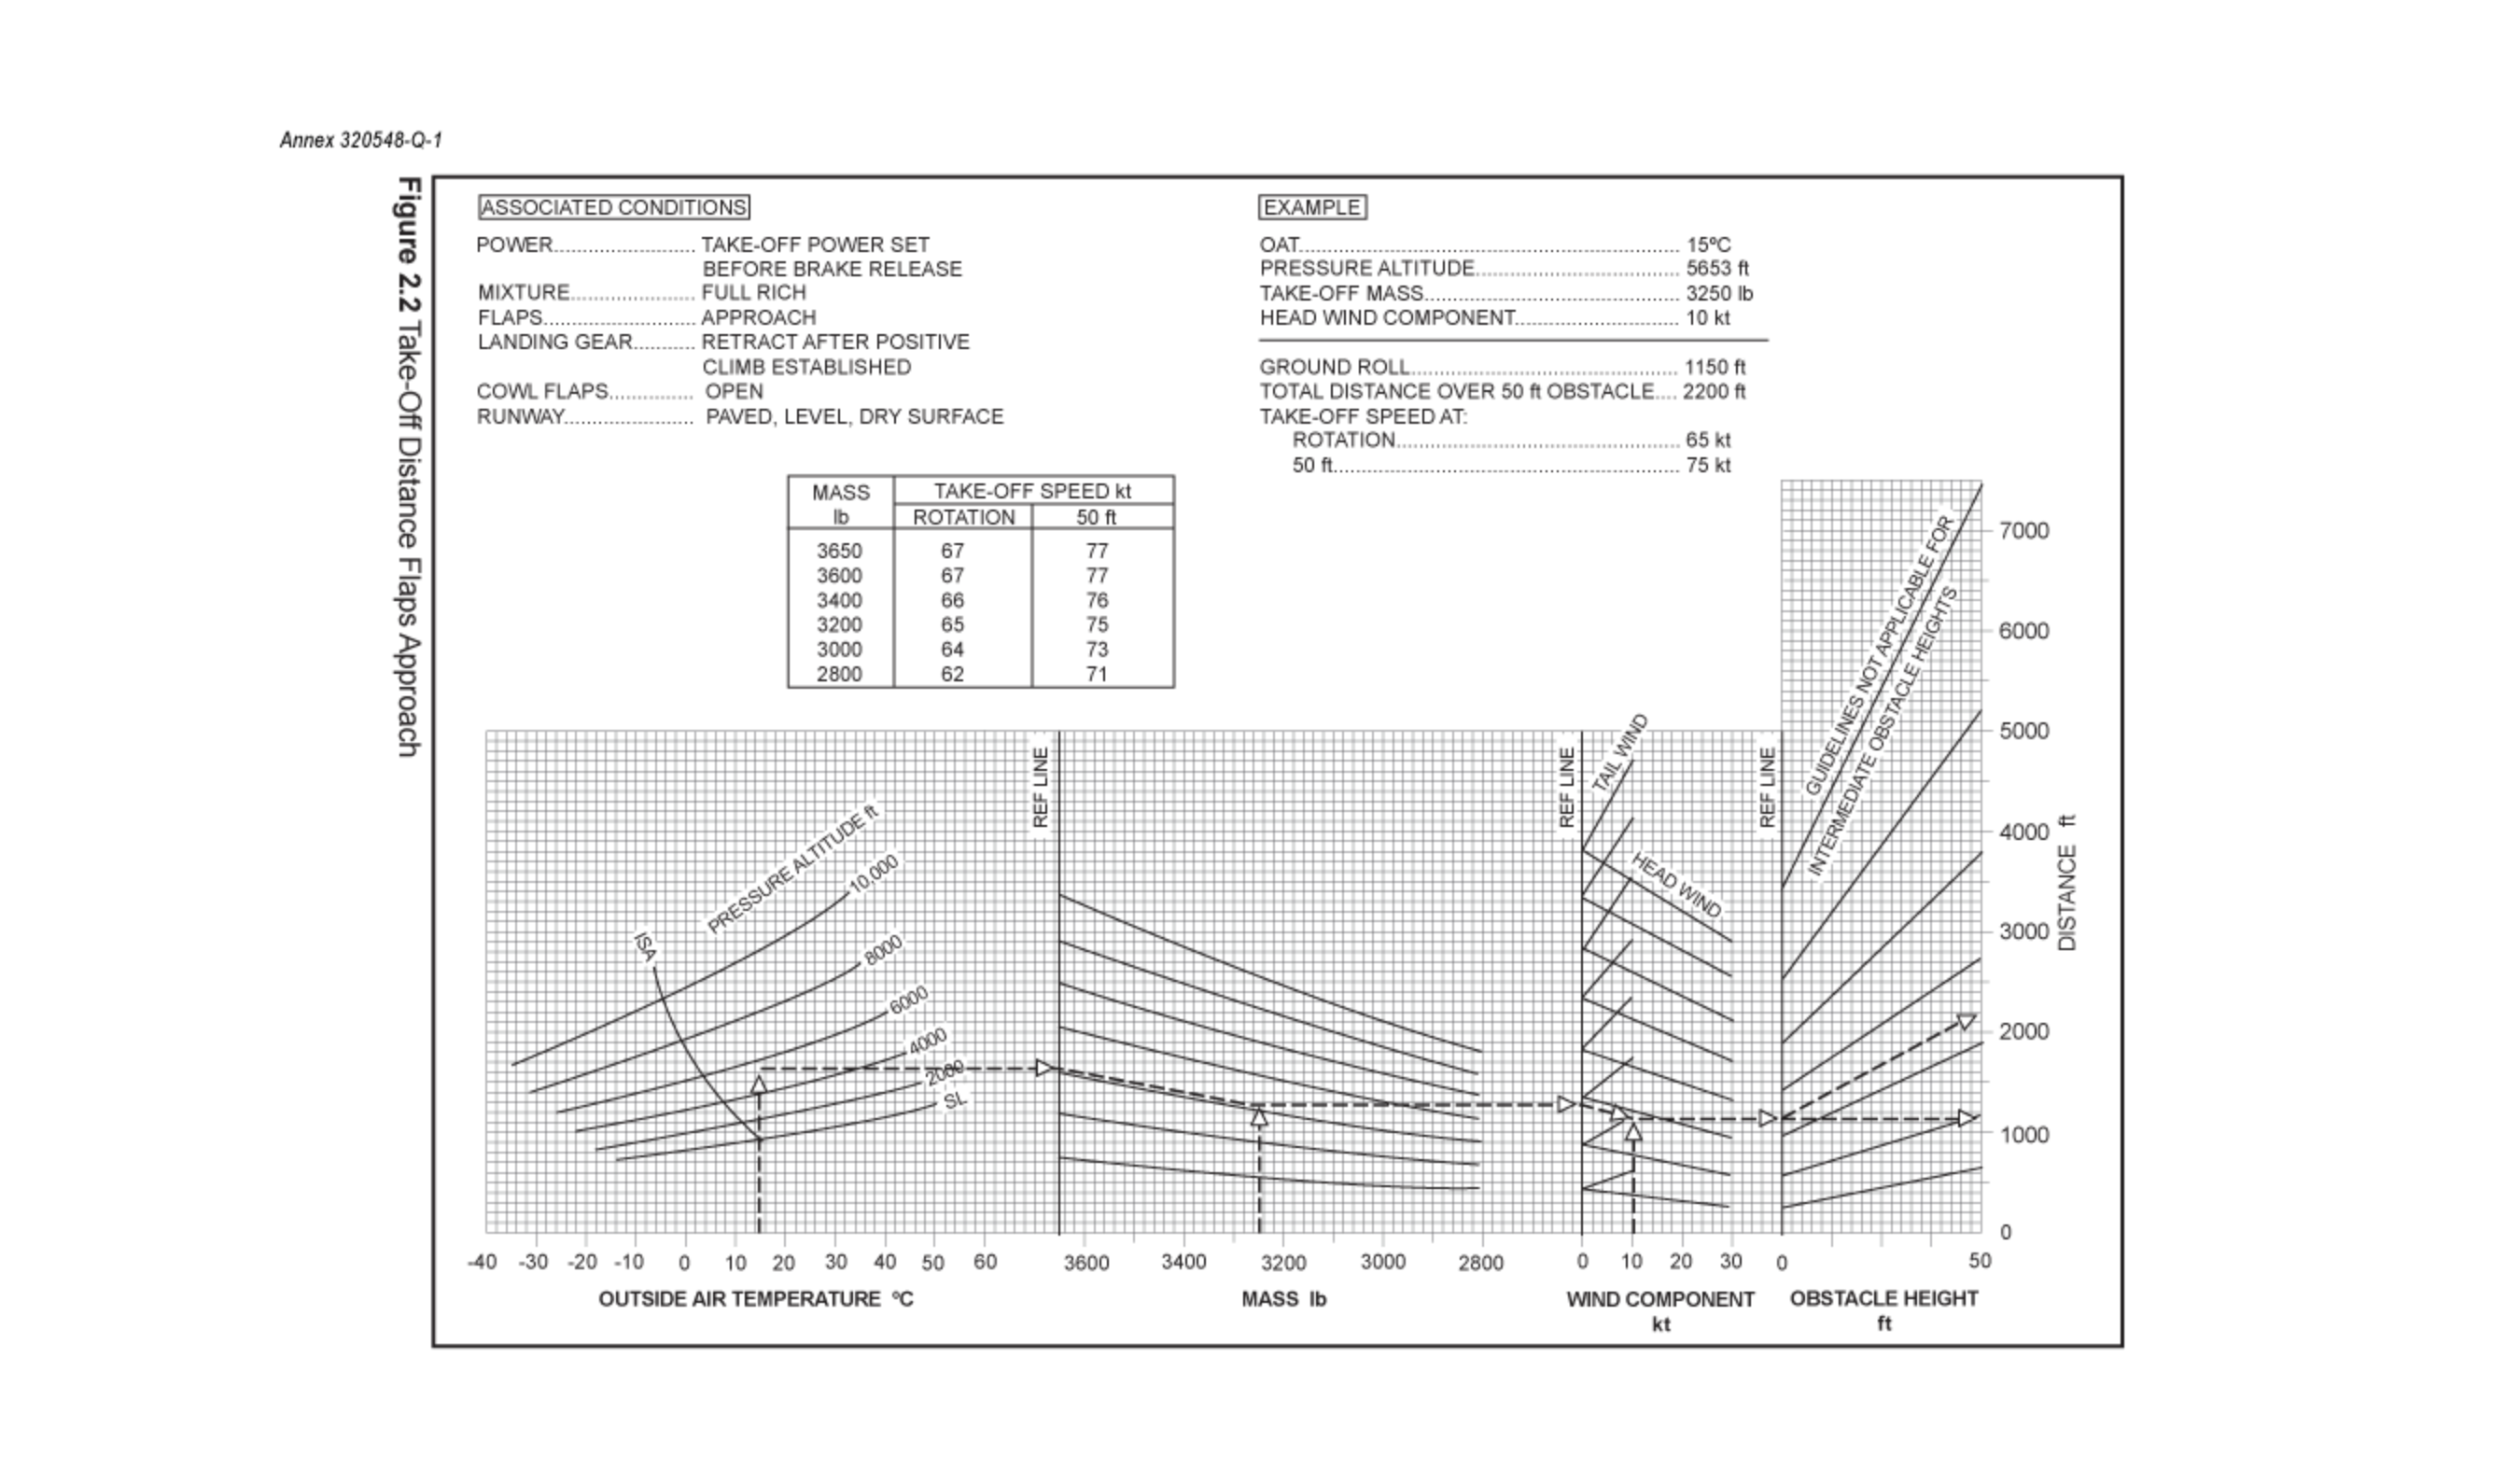 Annex 320548-Q-1
Figure 2.2 Take-Off Distance Flaps Approach
ASSOCIATED CONDITIONS
POWER........................ TAKE-OFF POWER SET
BEFORE BRAKE RELEASE
MIXTURE..................... FULL RICH
FLAPS.......................... APPROACH
LANDING GEAR........... RETRACT AFTER POSITIVE
CLIMB ESTABLISHED
COWL FLAPS............... OPEN
RUNWAY...................... PAVED, LEVEL, DRY SURFACE
EXAMPLE
OAT................................................................. 15ºC
PRESSURE ALTITUDE................................... 5653 ft
TAKE-OFF MASS............................................ 3250 lb
HEAD WIND COMPONENT............................ 10 kt
GROUND ROLL.............................................. 1150 ft
TOTAL DISTANCE OVER 50 ft OBSTACLE.... 2200 ft
TAKE-OFF SPEED AT:
ROTATION................................................ 65 kt
50 ft........................................................... 75 kt
MASS lb TAKE-OFF SPEED kt
ROTATION 50 ft
3650 67 77
3600 67 77
3400 66 76
3200 65 75
3000 64 73
2800 62 71
PRESSURE ALTITUDE ft
10,000
8000
6000
4000
2000
SL
ISA
REF LINE
REF LINE
TAIL WIND
HEAD WIND
REF LINE
GUIDELINES NOT APPLICABLE FOR
INTERMEDIATE OBSTACLE HEIGHTS
7000
6000
5000
4000
3000
2000
1000
0
DISTANCE ft
-40 -30 -20 -10 0 10 20 30 40 50 60
3600 3400 3200 3000 2800
0 10 20 30
0 50
OUTSIDE AIR TEMPERATURE ºC
MASS lb
WIND COMPONENT
kt
OBSTACLE HEIGHT
ft